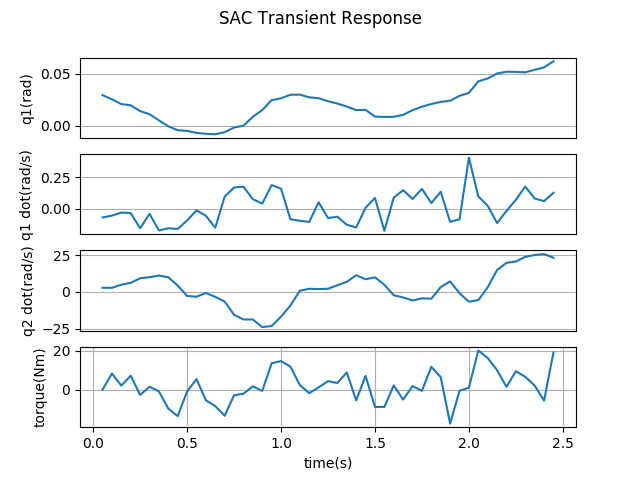 SAC Transient Response
0.05
0.00
q1(rad)
0.25
0.00
q1 dot(rad/s)
25
0
−25
q2 dot(rad/s)
20
0
torque(Nm)
0.0 0.5 1.0 1.5 2.0 2.5
time(s)